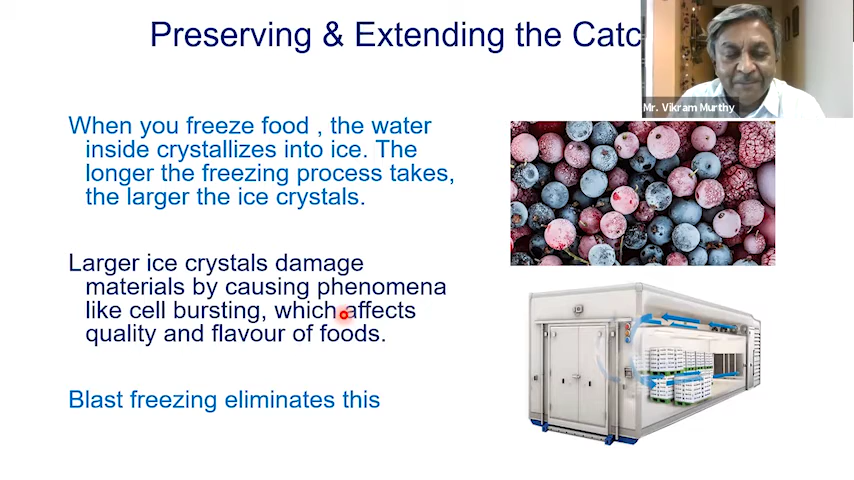 Preserving & Extending the Catc
Mr. Vikram Murthy
When you freeze food , the water
inside crystallizes into ice. The
longer the freezing process takes,
the larger the ice crystals.
Larger ice crystals damage
materials by causing phenomena
like cell bursting, which affects
quality and flavour of foods.
Blast freezing eliminates this